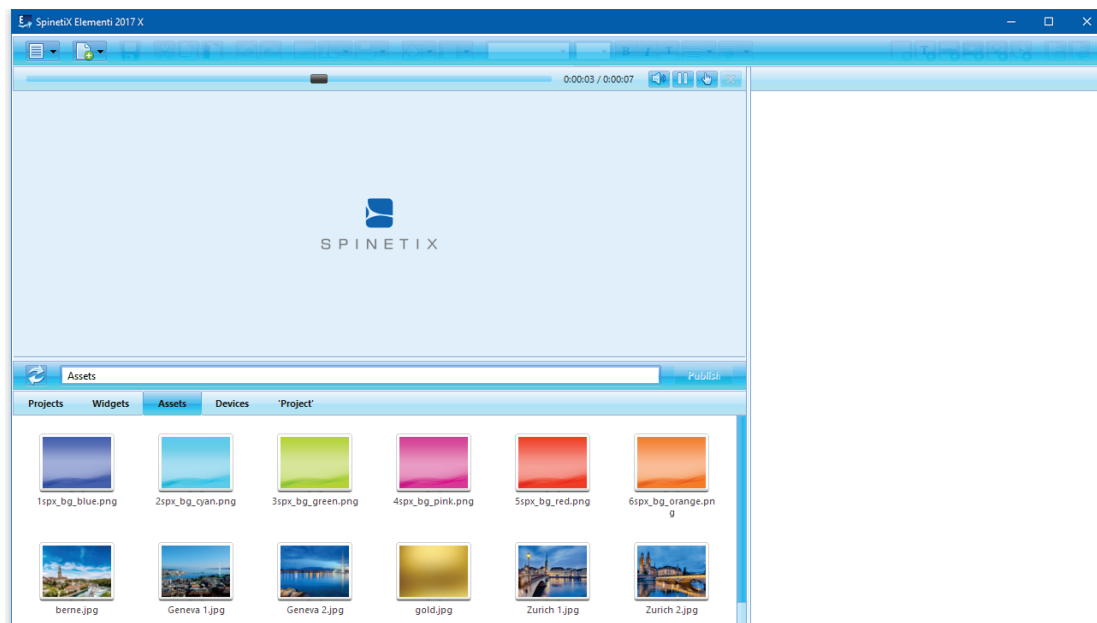 SpinetiX Elementi 2017 X
B I T
0:00:03 / 0:00:07
SPINETIX
Assets
Publish
Projects Widgets Assets Devices 'Project'
1spx_bg_blue.png 2spx_bg_cyan.png 3spx_bg_green.png 4spx_bg_pink.png 5spx_bg_red.png 6spx_bg_orange.pn
g
berne.jpg Geneva 1.jpg Geneva 2.jpg gold.jpg Zurich 1.jpg Zurich 2.jpg